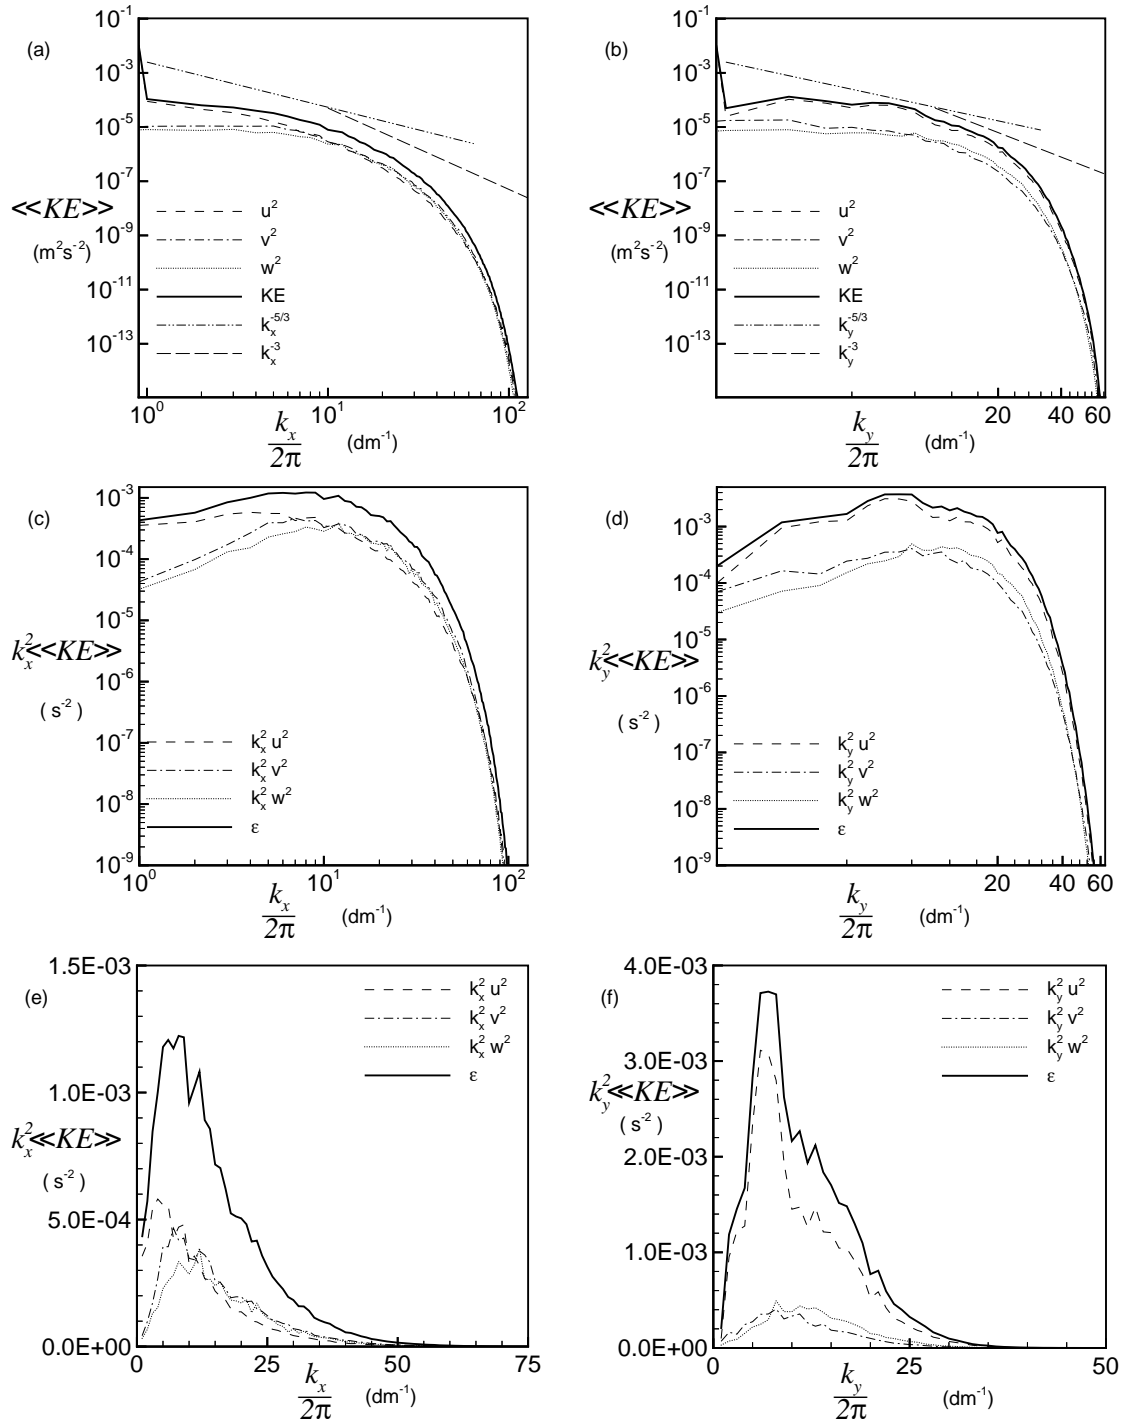 (a)
10^-1
10^-3
10^-5
10^-7
10^-9
10^-11
10^-13
<<KE>>
(m^2s^-2)
u^2
v^2
w^2
KE
k_x^-5/3
k_x^-3
10^0
10^1
10^2
k_x
2π
(dm^-1)
(b)
10^-1
10^-3
10^-5
10^-7
10^-9
10^-11
10^-13
<<KE>>
(m^2s^-2)
u^2
v^2
w^2
KE
k_y^-5/3
k_y^-3
20
40
60
k_y
2π
(dm^-1)
(c)
10^-3
10^-4
10^-5
10^-6
10^-7
10^-8
10^-9
k_x^2<<KE>>
( s^-2 )
k_x^2 u^2
k_x^2 v^2
k_x^2 w^2
ε
10^0
10^1
10^2
k_x
2π
(dm^-1)
(d)
10^-3
10^-4
10^-5
10^-6
10^-7
10^-8
10^-9
k_y^2<<KE>>
( s^-2 )
k_y^2 u^2
k_y^2 v^2
k_y^2 w^2
ε
20
40
60
k_y
2π
(dm^-1)
(e)
1.5E-03
1.0E-03
5.0E-04
0.0E+00
k_x^2<<KE>>
( s^-2 )
k_x^2 u^2
k_x^2 v^2
k_x^2 w^2
ε
0
25
50
75
k_x
2π
(dm^-1)
(f)
4.0E-03
3.0E-03
2.0E-03
1.0E-03
0.0E+00
k_y^2<<KE>>
( s^-2 )
k_y^2 u^2
k_y^2 v^2
k_y^2 w^2
ε
0
25
50
k_y
2π
(dm^-1)